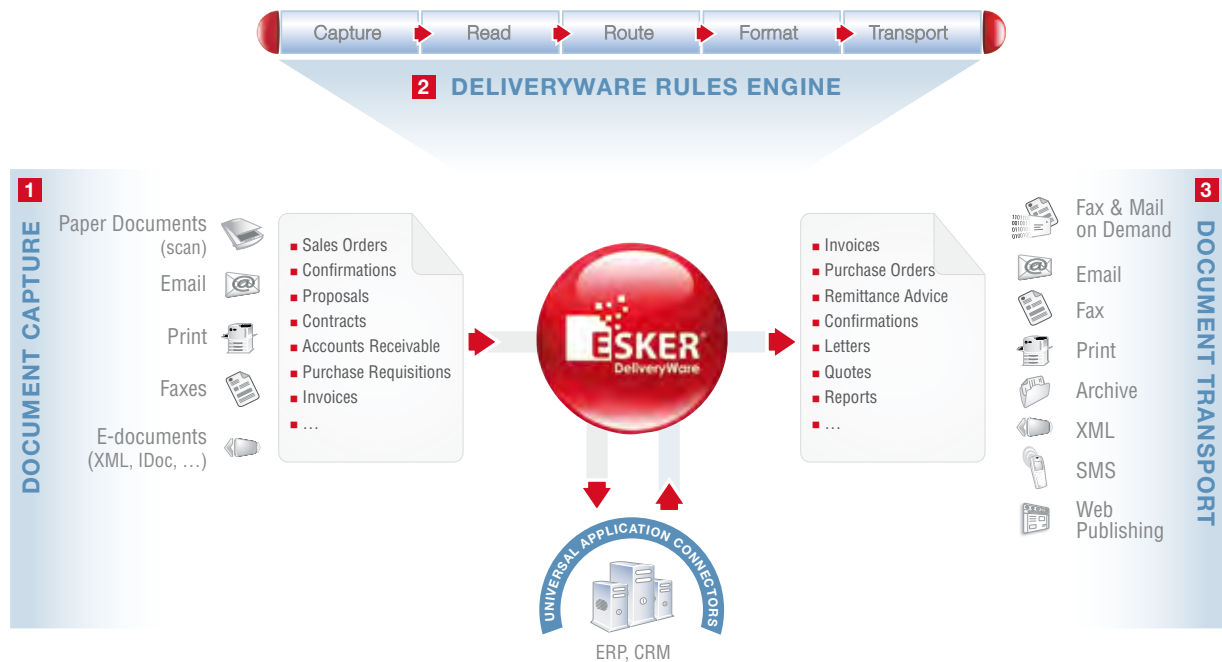 Capture
Read
Route
Format
Transport
2 DELIVERYWARE RULES ENGINE
1
DOCUMENT CAPTURE
Paper Documents
(scan)
Email
Print
Faxes
E-documents
(XML, IDoc, …)
Sales Orders
Confirmations
Proposals
Contracts
Accounts Receivable
Purchase Requisitions
Invoices
…
ESKER
DeliveryWare
UNIVERSAL APPLICATION CONNECTORS
ERP, CRM
Invoices
Purchase Orders
Remittance Advice
Confirmations
Letters
Quotes
Reports
…
3
DOCUMENT TRANSPORT
Fax & Mail
on Demand
Email
Fax
Print
Archive
XML
SMS
Web
Publishing